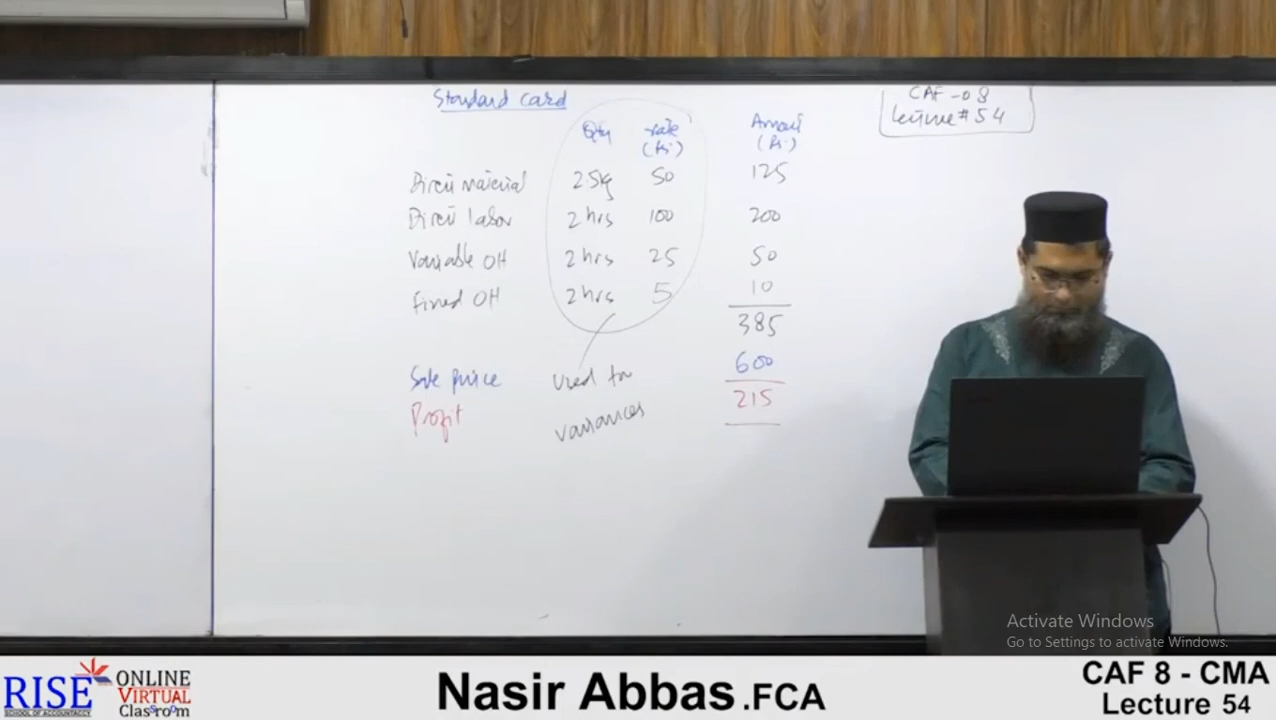 CAF -08
Lecture # 54
Standard Card
Qty rate Amount
(Rs.) (Rs.)
Direct material 2.5kg 50 125
Direct labor 2 hrs 100 200
Variable OH 2 hrs 25 50
Fixed OH 2 hrs 5 10
385
Sale price 600
Profit 215
used for
variances
Activate Windows
Go to Settings to activate Windows.
RISE ONLINE
SCHOOL OF ACCOUNTANCY
VIRTUAL
Classroom
Nasir Abbas .FCA
CAF 8 - CMA
Lecture 54